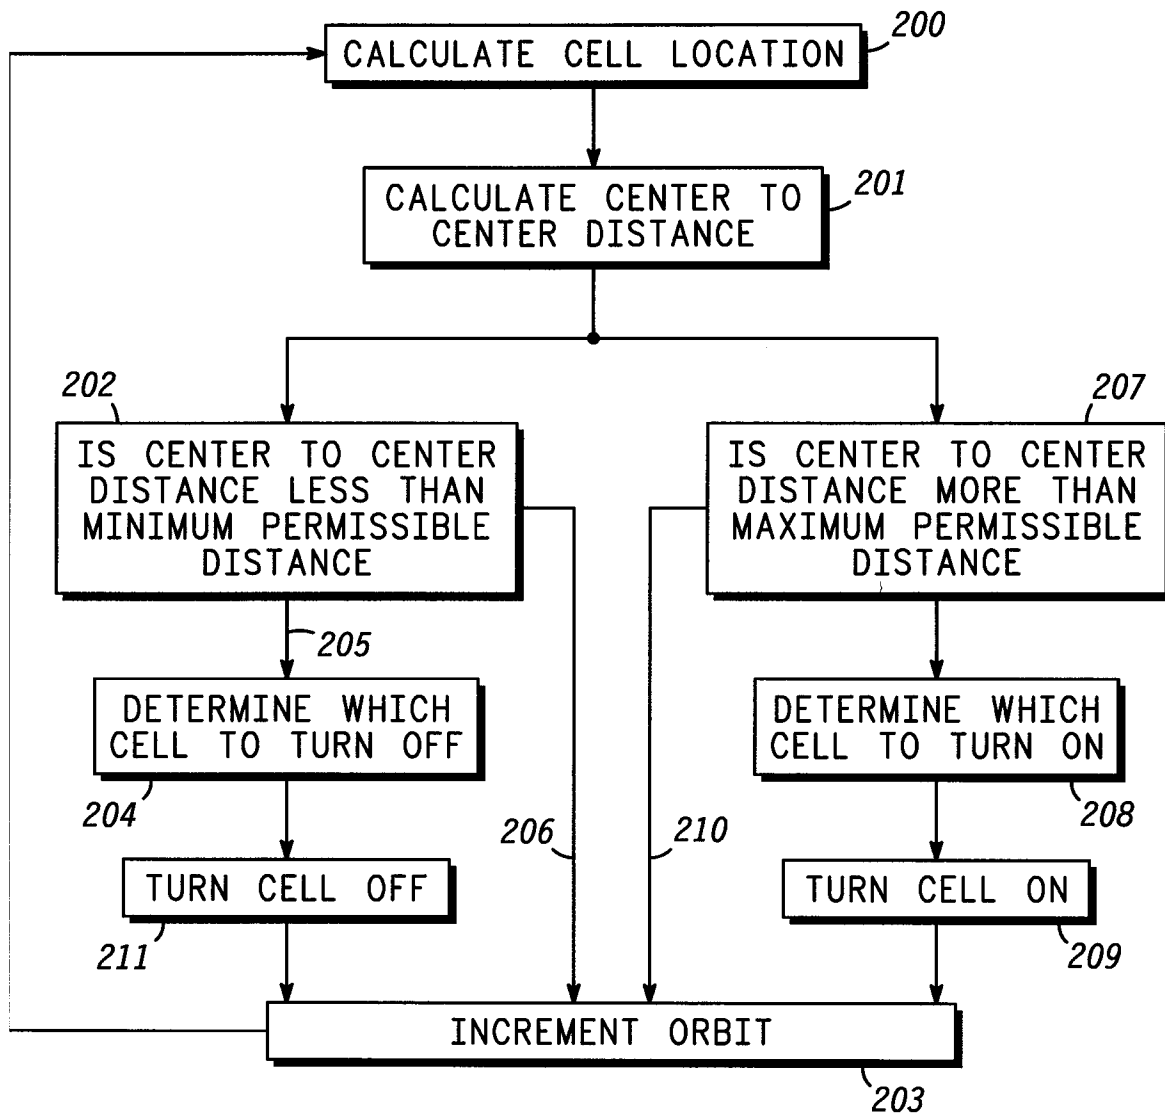 200
CALCULATE CELL LOCATION
201
CALCULATE CENTER TO
CENTER DISTANCE
202
IS CENTER TO CENTER
DISTANCE LESS THAN
MINIMUM PERMISSIBLE
DISTANCE
207
IS CENTER TO CENTER
DISTANCE MORE THAN
MAXIMUM PERMISSIBLE
DISTANCE
205
DETERMINE WHICH
CELL TO TURN OFF
204
DETERMINE WHICH
CELL TO TURN ON
208
206
210
TURN CELL OFF
211
TURN CELL ON
209
INCREMENT ORBIT
203